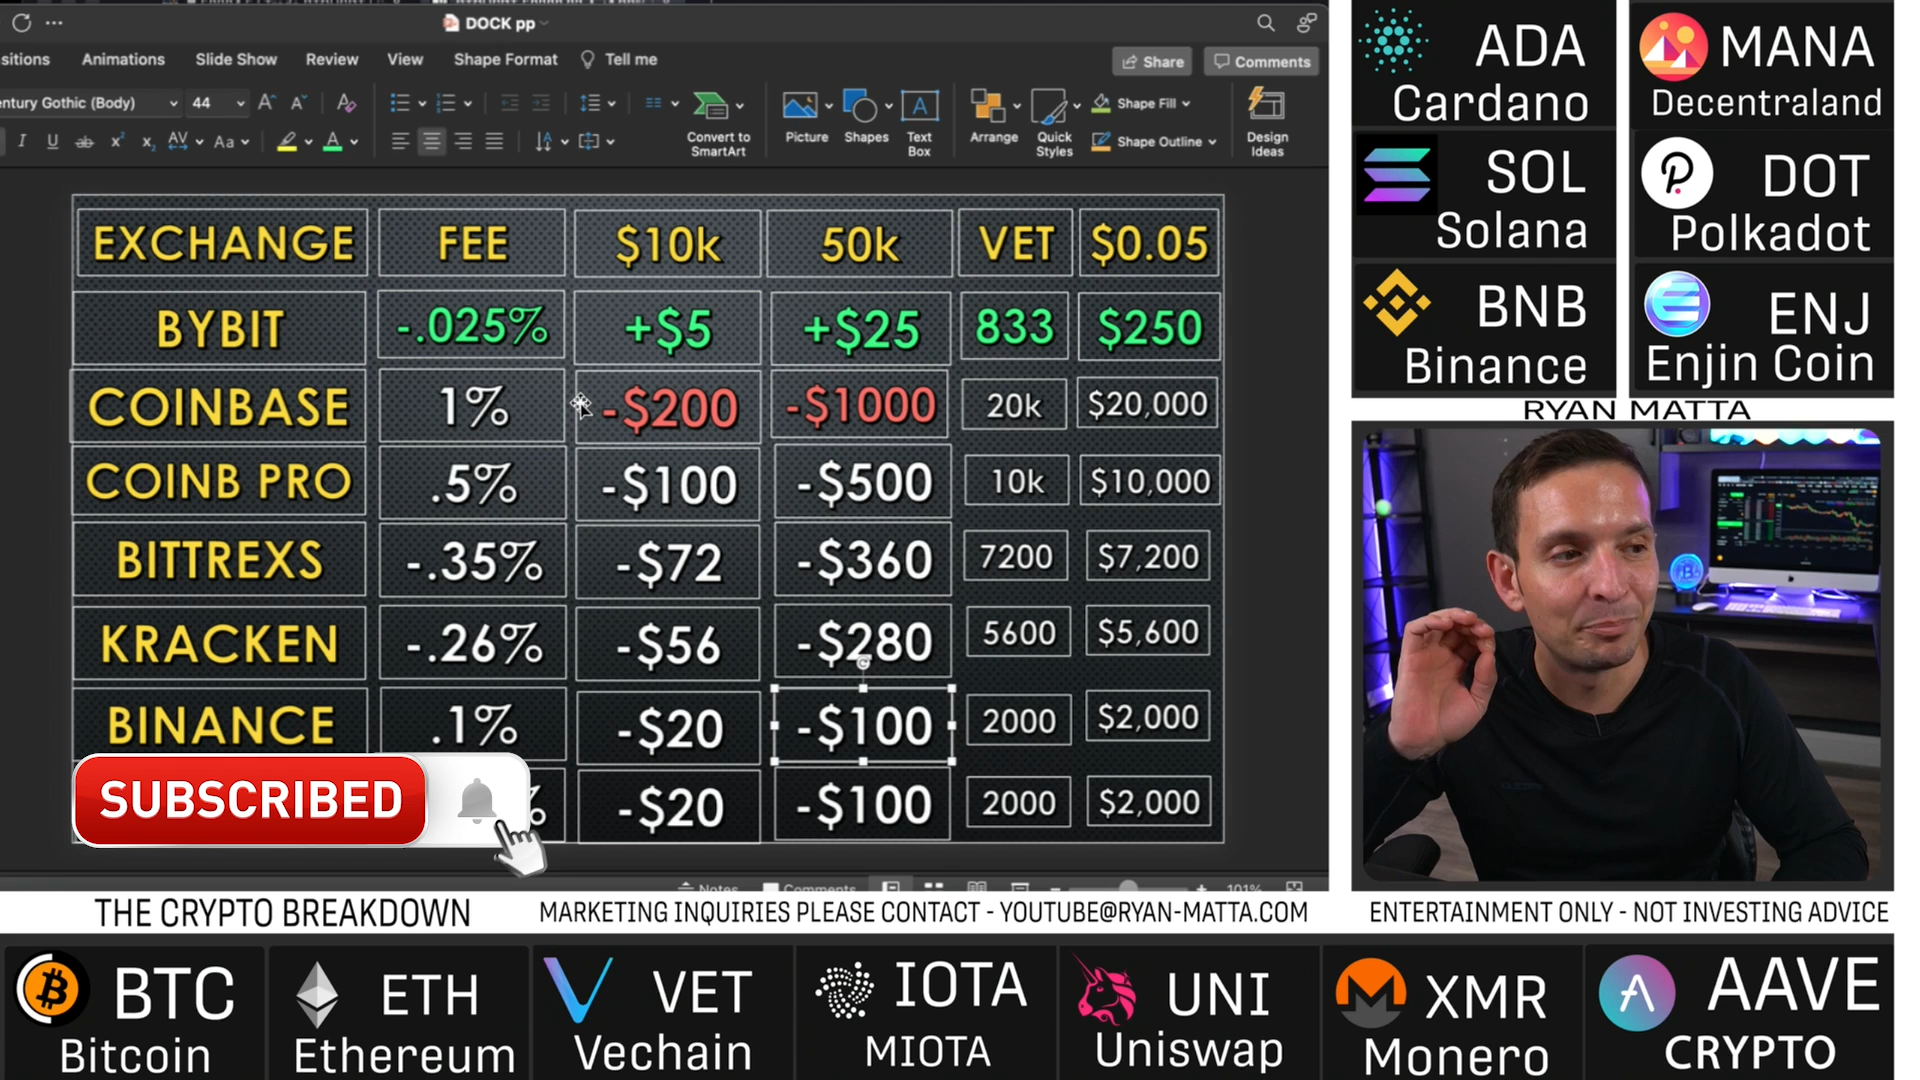 DOCK pp
sitions Animations Slide Show Review View Shape Format Tell me Share Comments
entury Gothic (Body) 44 Convert to SmartArt Picture Shapes Text Box Arrange Quick Styles Shape Fill Shape Outline Design Ideas
EXCHANGE FEE $10k 50k VET $0.05
BYBIT -.025% +$5 +$25 833 $250
COINBASE 1% -$200 -$1000 20k $20,000
COINB PRO .5% -$100 -$500 10k $10,000
BITTREXS -.35% -$72 -$360 7200 $7,200
KRACKEN -.26% -$56 -$280 5600 $5,600
BINANCE .1% -$20 -$100 2000 $2,000
% -$20 -$100 2000 $2,000
SUBSCRIBED
Notes Comments 101%
ADA
Cardano
MANA
Decentraland
SOL
Solana
DOT
Polkadot
BNB
Binance
ENJ
Enjin Coin
RYAN MATTA
THE CRYPTO BREAKDOWN MARKETING INQUIRIES PLEASE CONTACT - YOUTUBE@RYAN-MATTA.COM ENTERTAINMENT ONLY - NOT INVESTING ADVICE
BTC
Bitcoin
ETH
Ethereum
VET
Vechain
IOTA
MIOTA
UNI
Uniswap
XMR
Monero
AAVE
CRYPTO